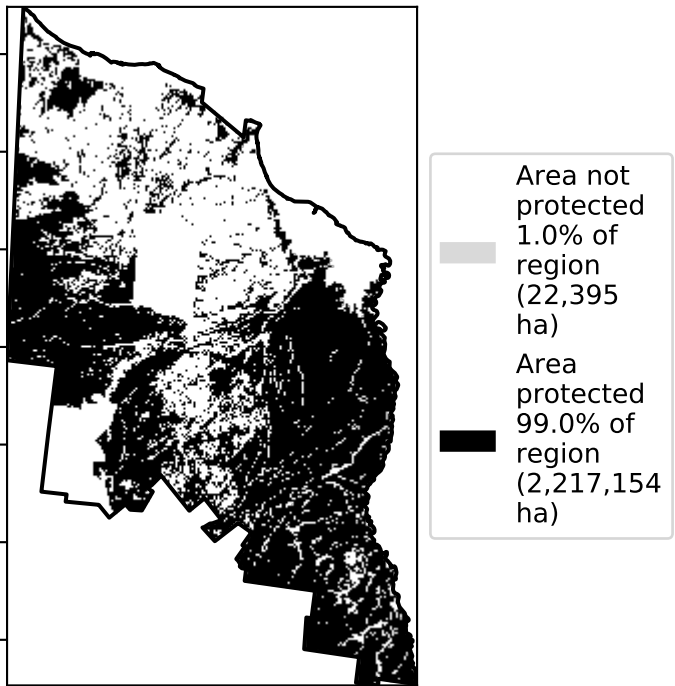 Area not
protected
1.0% of
region
(22,395
ha)
Area
protected
99.0% of
region
(2,217,154
ha)